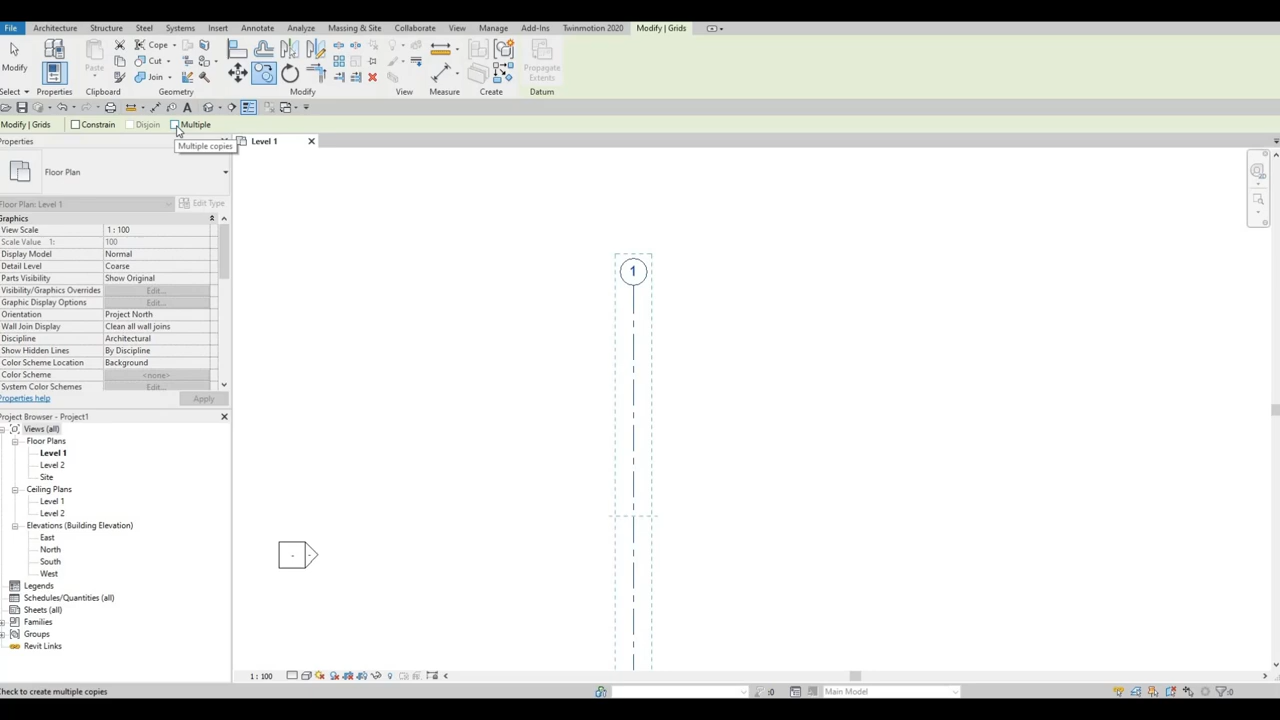 File Architecture Structure Steel Systems Insert Annotate Analyze Massing & Site Collaborate View Manage Add-Ins Twinmotion 2020 Modify | Grids
Modify Paste Cope Cut Join Propagate Extents
Select Properties Clipboard Geometry Modify View Measure Create Datum
Modify | Grids Constrain Disjoin Multiple
Multiple copies
Properties
Level 1
Floor Plan
Floor Plan: Level 1 Edit Type
Graphics
View Scale 1 : 100
Scale Value 1: 100
Display Model Normal
Detail Level Coarse
Parts Visibility Show Original
Visibility/Graphics Overrides Edit...
Graphic Display Options Edit...
Orientation Project North
Wall Join Display Clean all wall joins
Discipline Architectural
Show Hidden Lines By Discipline
Color Scheme Location Background
Color Scheme <none>
System Color Schemes Edit...
Properties help Apply
Project Browser - Project1
Views (all)
Floor Plans
Level 1
Level 2
Site
Ceiling Plans
Level 1
Level 2
Elevations (Building Elevation)
East
North
South
West
Legends
Schedules/Quantities (all)
Sheets (all)
Families
Groups
Revit Links
1
1 : 100
Check to create multiple copies
:0 Main Model :0